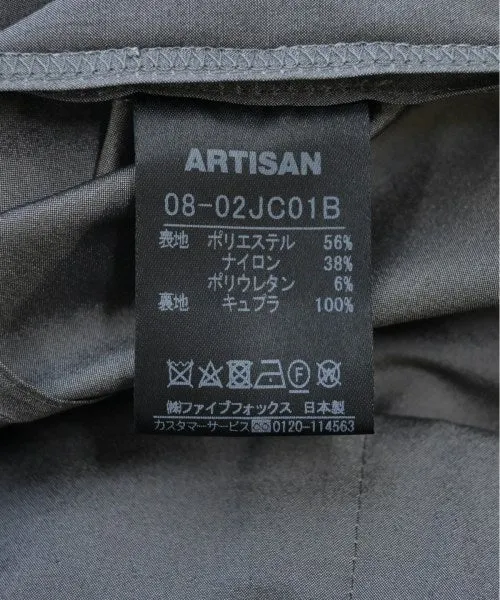 ARTISAN
08-02JC01B
表地 ポリエステル 56%
ナイロン 38%
ポリウレタン 6%
裏地 キュプラ 100%
㈱ファイブフォックス 日本製
カスタマーサービス 0120-114563